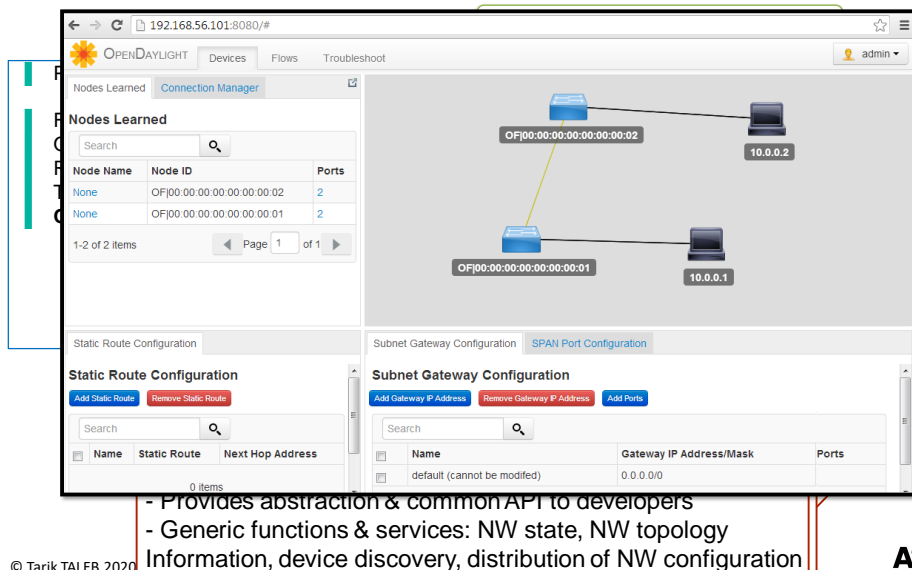 192.168.56.101:8080/#
OPENDAYLIGHT
Devices
Flows
Troubleshoot
admin
Nodes Learned
Connection Manager
Nodes Learned
Search
Node Name Node ID Ports
None OF|00:00:00:00:00:00:00:02 2
None OF|00:00:00:00:00:00:00:01 2
1-2 of 2 items
Page 1 of 1
OF|00:00:00:00:00:00:00:02
10.0.0.2
OF|00:00:00:00:00:00:00:01
10.0.0.1
Static Route Configuration
Static Route Configuration
Add Static Route Remove Static Route
Search
Name Static Route Next Hop Address
0 items
Subnet Gateway Configuration
SPAN Port Configuration
Subnet Gateway Configuration
Add Gateway IP Address Remove Gateway IP Address Add Ports
Search
Name Gateway IP Address/Mask Ports
default (cannot be modifed) 0.0.0.0/0
- Provides abstraction & common API to developers
- Generic functions & services: NW state, NW topology
Information, device discovery, distribution of NW configuration
© Tarik TALEB 2020